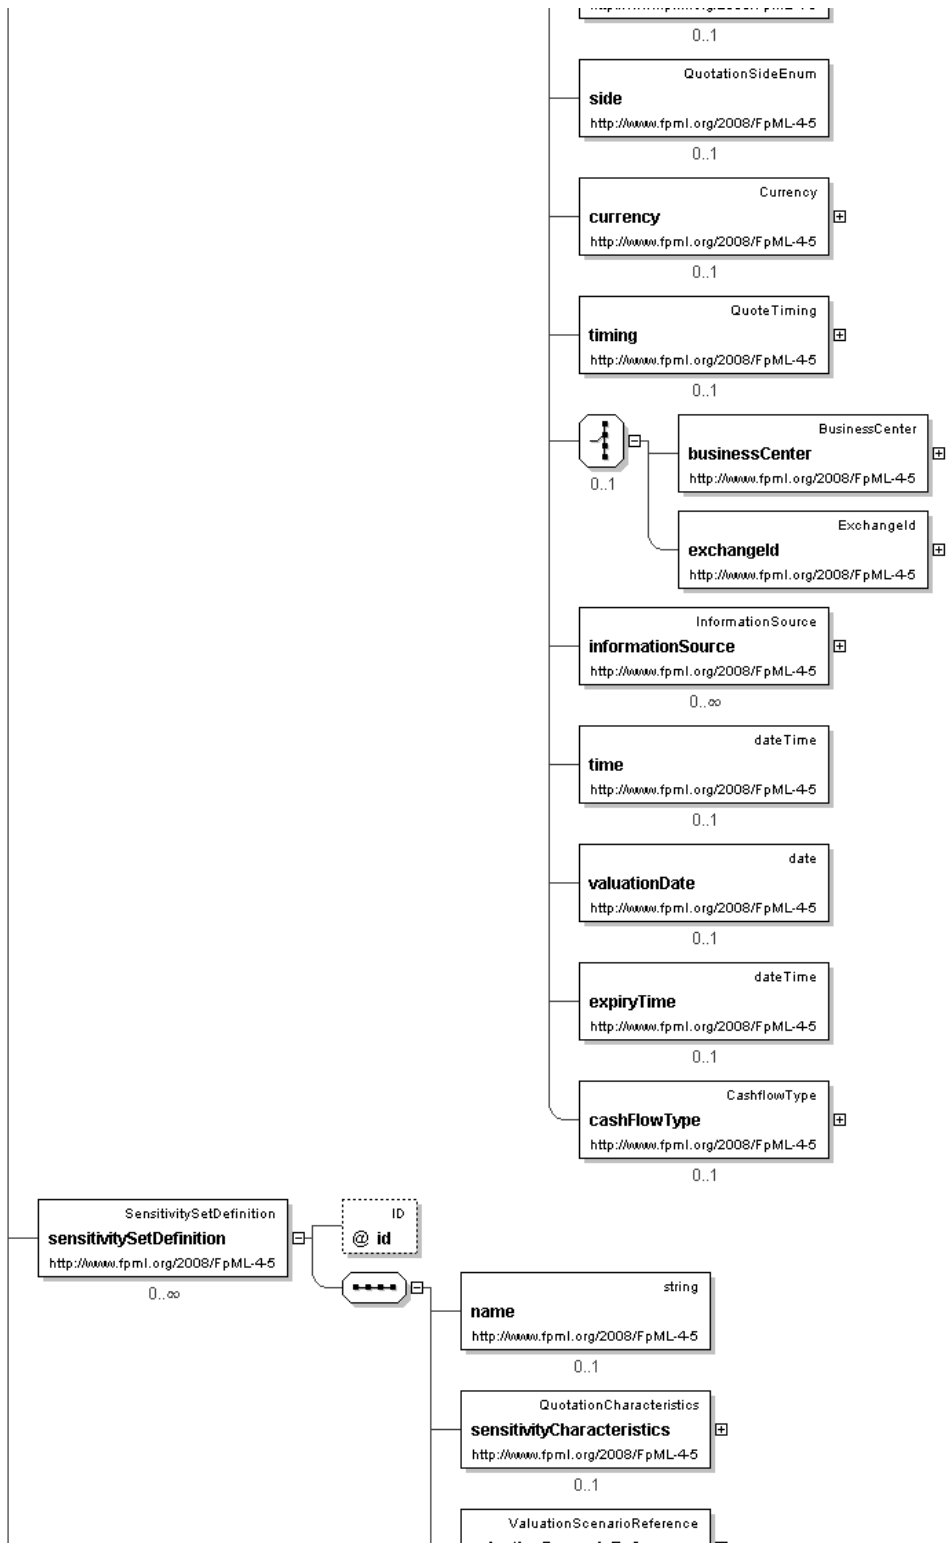 0..1
QuotationSideEnum
side
http://www.fpml.org/2008/FpML-4-5
0..1
Currency
currency
http://www.fpml.org/2008/FpML-4-5
0..1
QuoteTiming
timing
http://www.fpml.org/2008/FpML-4-5
0..1
BusinessCenter
businessCenter
http://www.fpml.org/2008/FpML-4-5
0..1
ExchangeId
exchangeId
http://www.fpml.org/2008/FpML-4-5
InformationSource
informationSource
http://www.fpml.org/2008/FpML-4-5
0..∞
dateTime
time
http://www.fpml.org/2008/FpML-4-5
0..1
date
valuationDate
http://www.fpml.org/2008/FpML-4-5
0..1
dateTime
expiryTime
http://www.fpml.org/2008/FpML-4-5
0..1
CashflowType
cashFlowType
http://www.fpml.org/2008/FpML-4-5
0..1
SensitivitySetDefinition
sensitivitySetDefinition
http://www.fpml.org/2008/FpML-4-5
0..∞
ID
@ id
string
name
http://www.fpml.org/2008/FpML-4-5
0..1
QuotationCharacteristics
sensitivityCharacteristics
http://www.fpml.org/2008/FpML-4-5
0..1
ValuationScenarioReference